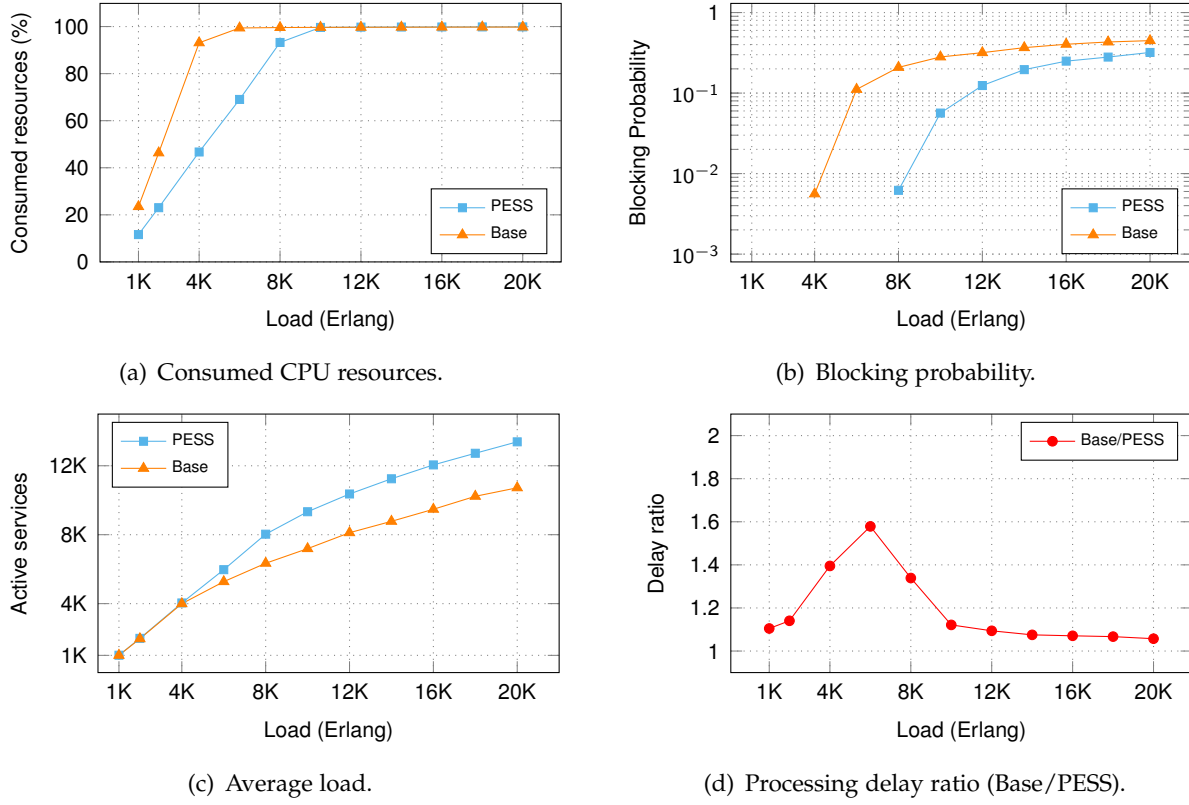 Consumed resources (%)
100
80
60
40
20
0
PESS
Base
1K 4K 8K 12K 16K 20K
Load (Erlang)
(a) Consumed CPU resources.
Blocking Probability
1
10⁻¹
10⁻²
10⁻³
PESS
Base
1K 4K 8K 12K 16K 20K
Load (Erlang)
(b) Blocking probability.
Active services
PESS
Base
12K
8K
4K
1K
1K 4K 8K 12K 16K 20K
Load (Erlang)
(c) Average load.
Delay ratio
Base/PESS
2
1.8
1.6
1.4
1.2
1
1K 4K 8K 12K 16K 20K
Load (Erlang)
(d) Processing delay ratio (Base/PESS).